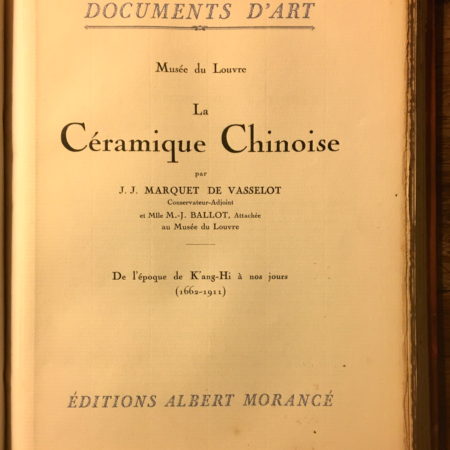 DOCUMENTS D'ART
Musée du Louvre
La
Céramique Chinoise
par
J. J. MARQUET DE VASSELOT
Conservateur-Adjoint
et Mlle M.-J. BALLOT, Attachée
au Musée du Louvre
De l'époque de K'ang-Hi à nos jours
(1662-1911)
ÉDITIONS ALBERT MORANCÉ